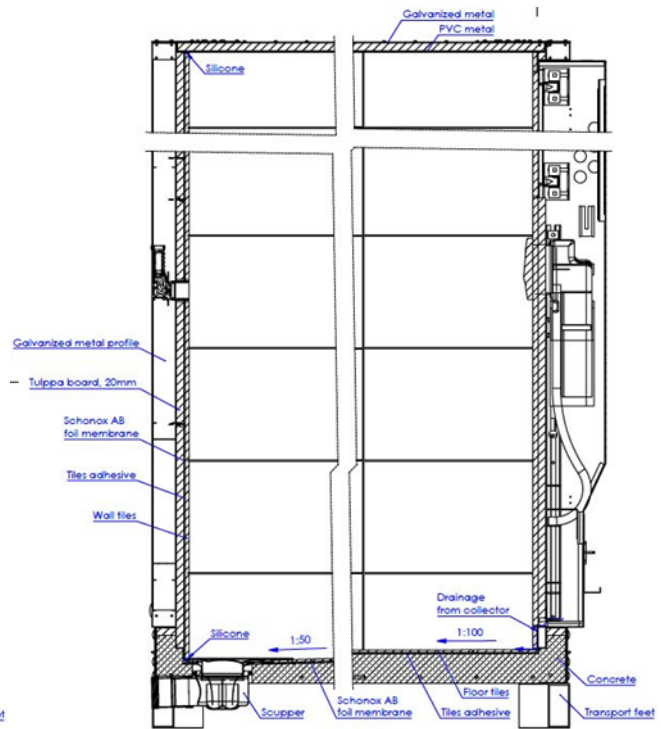 Galvanized metal
PVC metal
Silicone
Galvanized metal profile
Tulppa board, 20mm
Schonox AB
foil membrane
Tiles adhesive
Wall tiles
Drainage
from collector
Silicone
1:50
1:100
Concrete
Floor tiles
Schonox AB
foil membrane
Scupper
Tiles adhesive
Transport feet